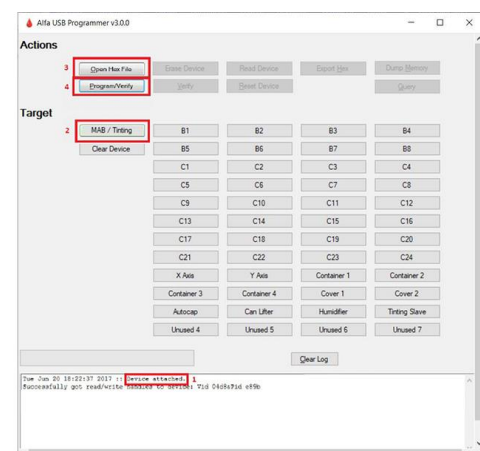 Alfa USB Programmer v3.0.0
Actions
3 Open Hex File Erase Device Read Device Export Hex Dump Memory
4 Program/Verify Verify Reset Device Query
Target
2 MAB / Tinting B1 B2 B3 B4
Clear Device B5 B6 B7 B8
C1 C2 C3 C4
C5 C6 C7 C8
C9 C10 C11 C12
C13 C14 C15 C16
C17 C18 C19 C20
C21 C22 C23 C24
X Axis Y Axis Container 1 Container 2
Container 3 Container 4 Cover 1 Cover 2
Autocap Can Lifter Humidifier Tinting Slave
Unused 4 Unused 5 Unused 6 Unused 7
Clear Log
Tue Jun 20 18:22:37 2017 :: Device attached. 1
Successfully got read/write handles to device: Vid 04d8 e89b